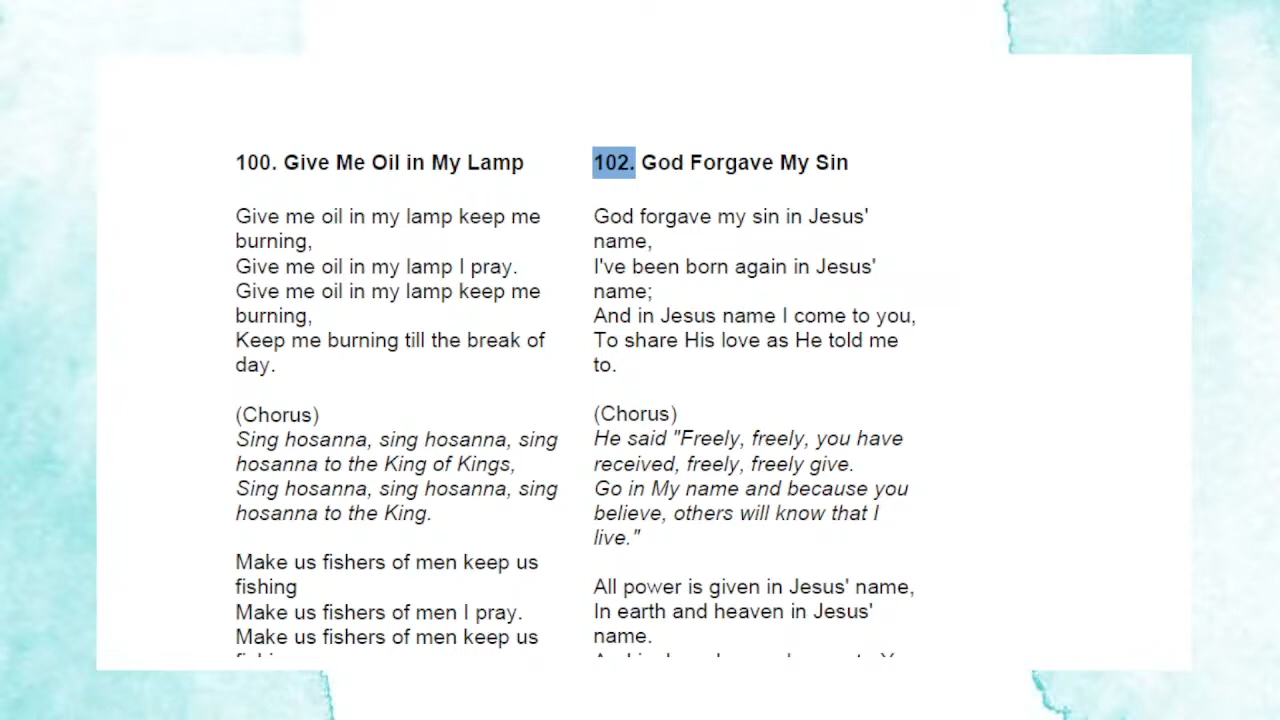 100. Give Me Oil in My Lamp
Give me oil in my lamp keep me
burning,
Give me oil in my lamp I pray.
Give me oil in my lamp keep me
burning,
Keep me burning till the break of
day.
(Chorus)
Sing hosanna, sing hosanna, sing
hosanna to the King of Kings,
Sing hosanna, sing hosanna, sing
hosanna to the King.
Make us fishers of men keep us
fishing
Make us fishers of men I pray.
Make us fishers of men keep us
102. God Forgave My Sin
God forgave my sin in Jesus'
name,
I've been born again in Jesus'
name;
And in Jesus name I come to you,
To share His love as He told me
to.
(Chorus)
He said "Freely, freely, you have
received, freely, freely give.
Go in My name and because you
believe, others will know that I
live."
All power is given in Jesus' name,
In earth and heaven in Jesus'
name.